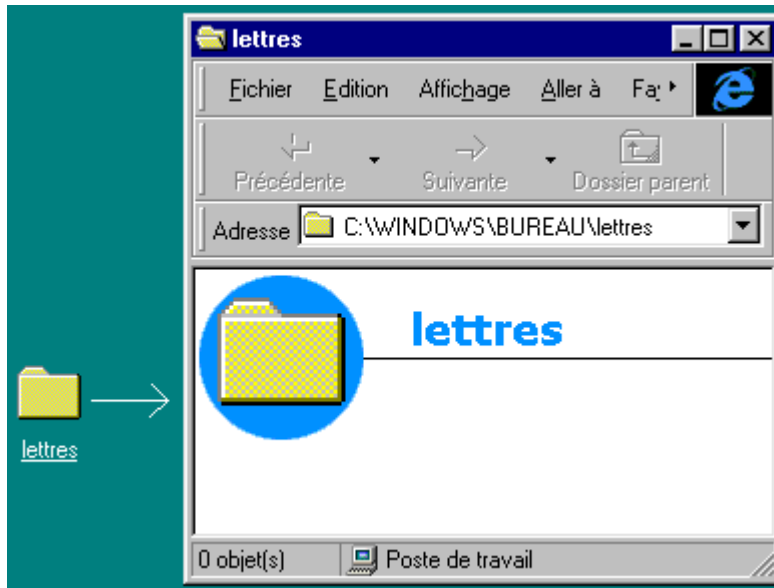 lettres
Fichier Edition Affichage Aller à
Précédente Suivante Dossier parent
Adresse C:\WINDOWS\BUREAU\lettres
lettres
lettres
0 objet(s) Poste de travail